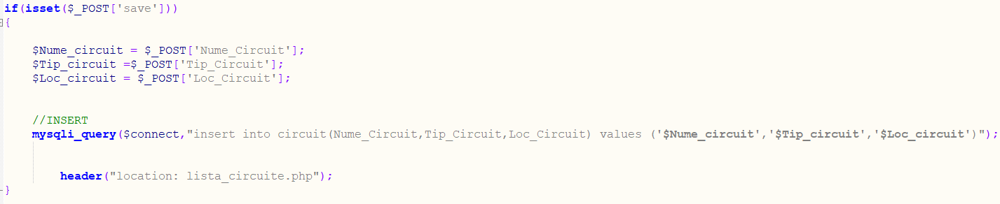 if(isset($_POST['save']))
{
$Nume_circuit = $_POST['Nume_Circuit'];
$Tip_circuit =$_POST['Tip_Circuit'];
$Loc_circuit = $_POST['Loc_Circuit'];
//INSERT
mysqli_query($connect,"insert into circuit(Nume_Circuit,Tip_Circuit,Loc_Circuit) values ('$Nume_circuit','$Tip_circuit','$Loc_circuit')");
header("location: lista_circuite.php");
}